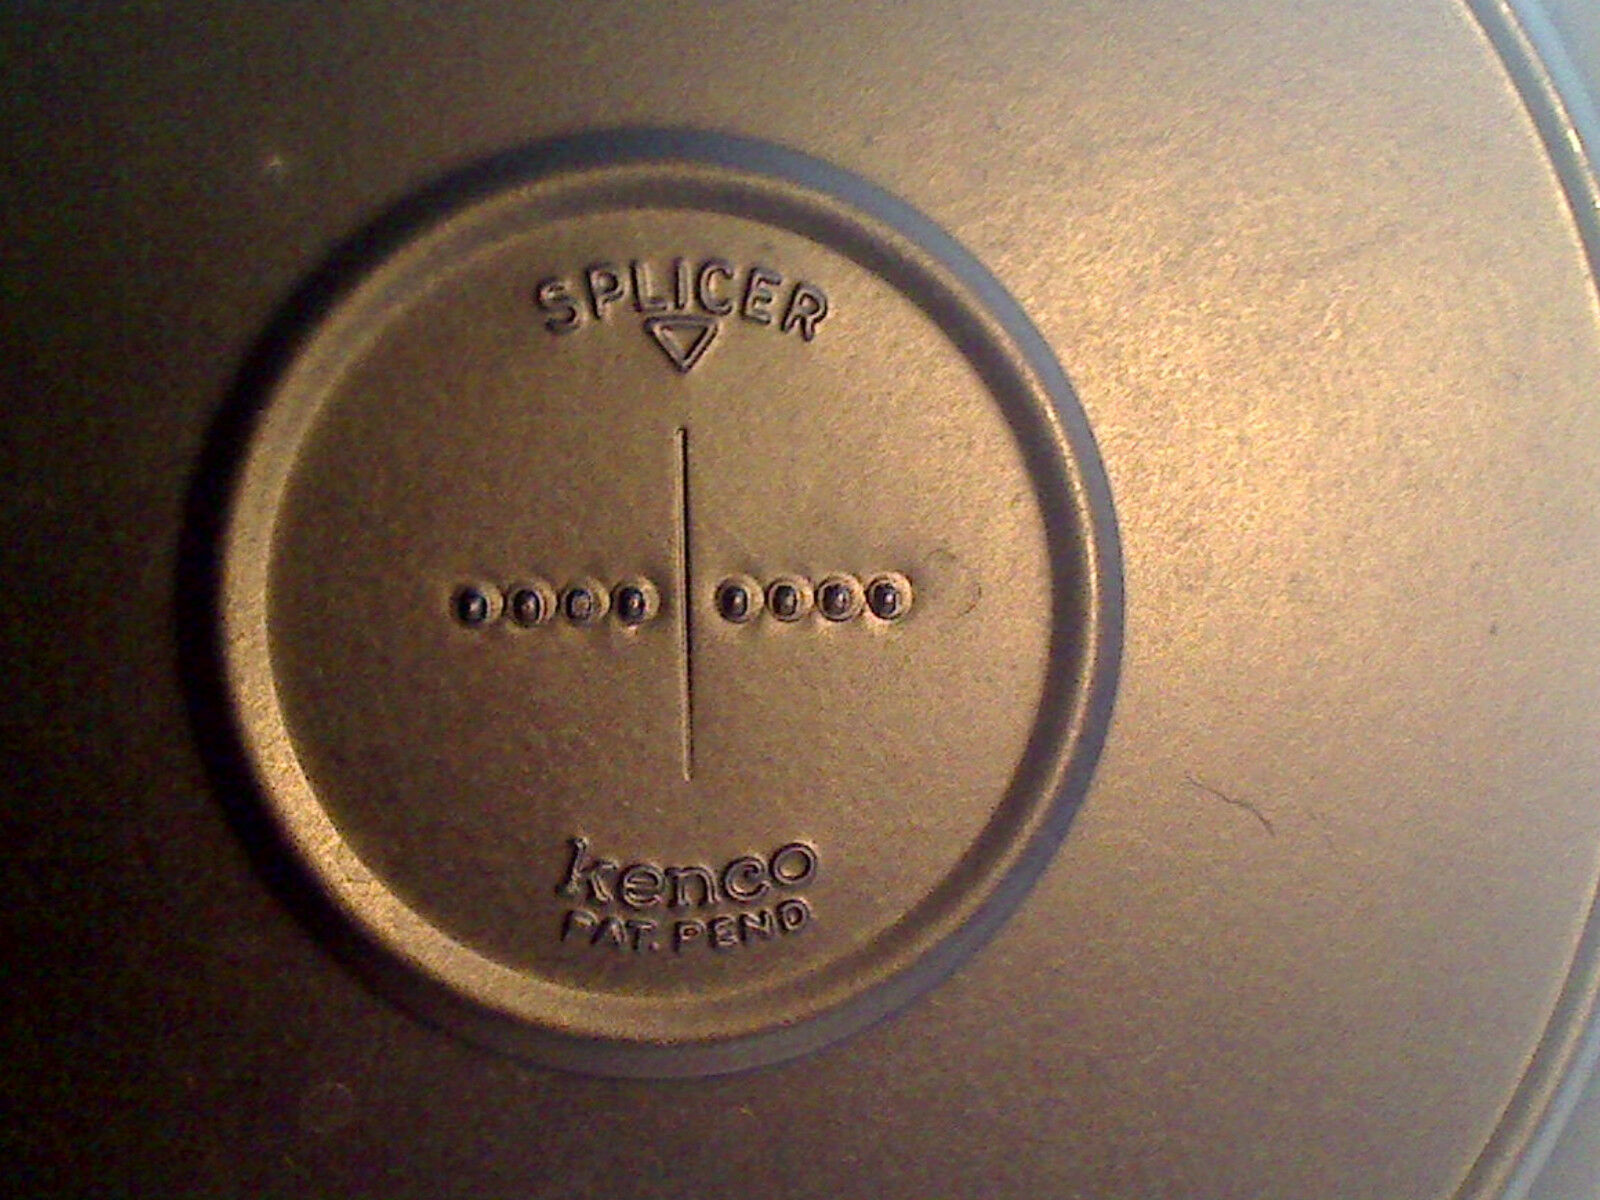 SPLICER
kenco
PAT. PEND